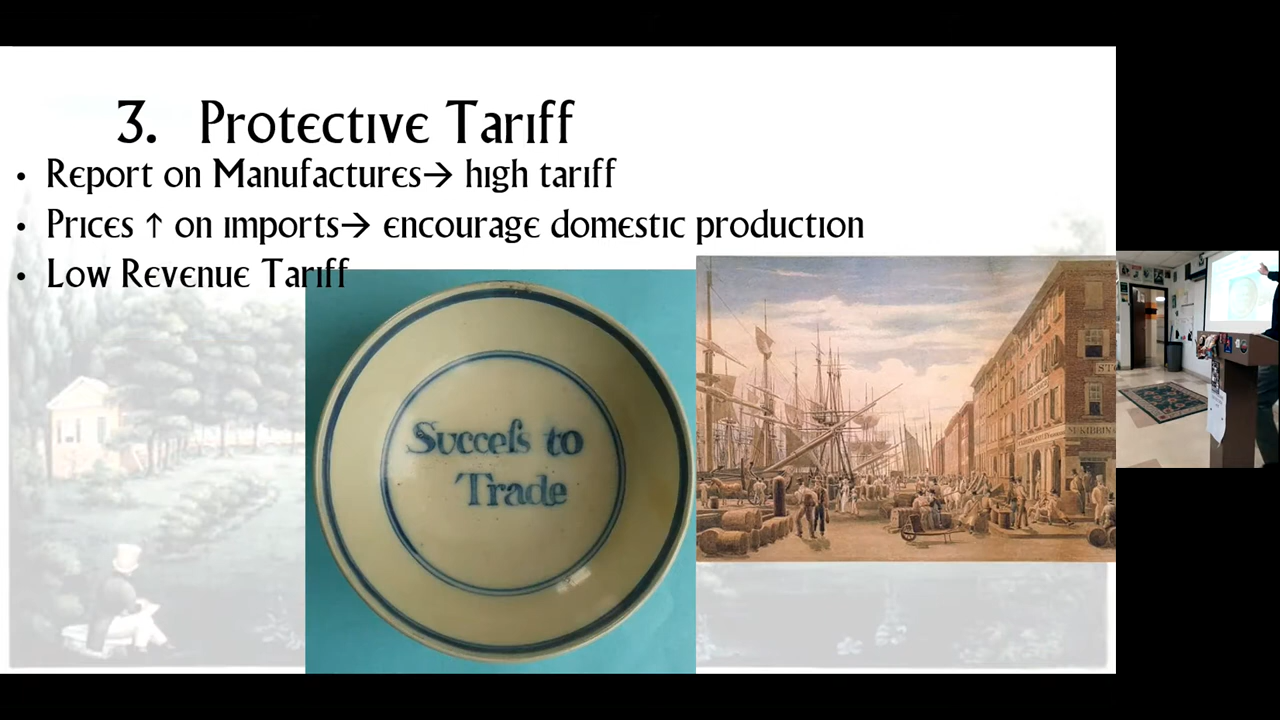 3. Protective Tariff
• Report on Manufactures→ high tariff
• Prices ↑ on imports→ encourage domestic production
• Low Revenue Tariff
Succeſs to
Trade